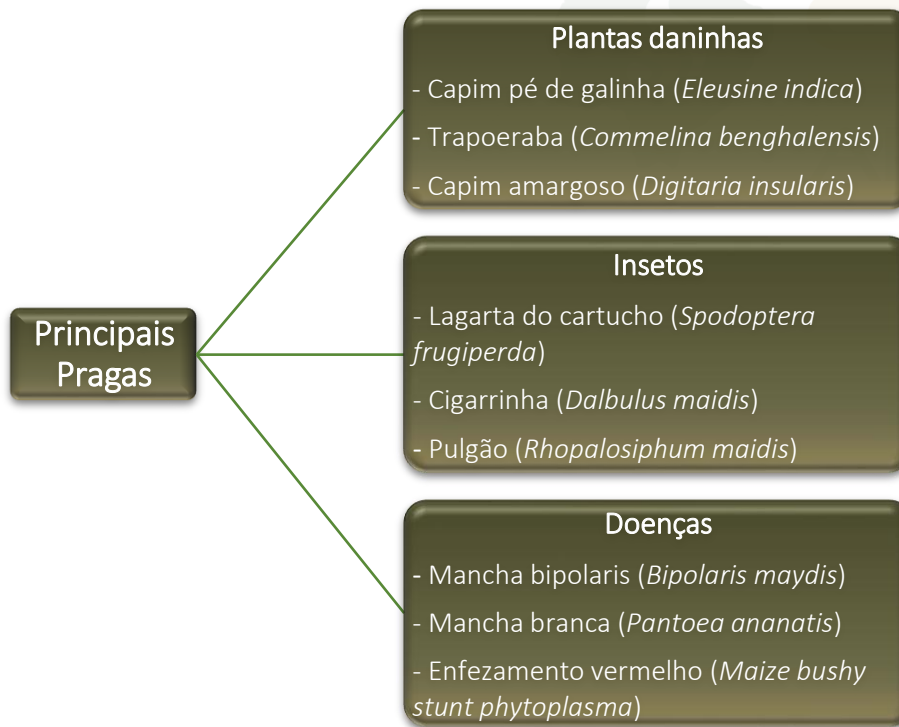 Plantas daninhas
- Capim pé de galinha (Eleusine indica)
- Trapoeraba (Commelina benghalensis)
- Capim amargoso (Digitaria insularis)
Insetos
- Lagarta do cartucho (Spodoptera
frugiperda)
- Cigarrinha (Dalbulus maidis)
- Pulgão (Rhopalosiphum maidis)
Principais
Pragas
Doenças
- Mancha bipolaris (Bipolaris maydis)
- Mancha branca (Pantoea ananatis)
- Enfezamento vermelho (Maize bushy
stunt phytoplasma)